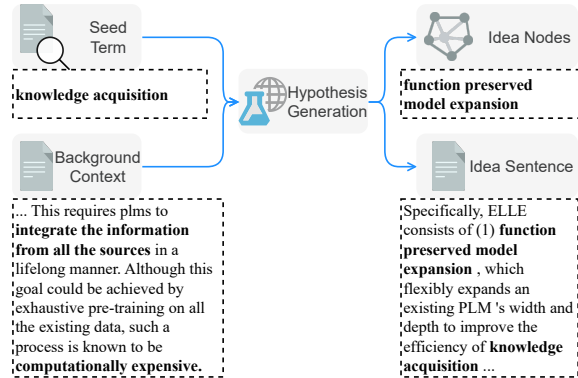 Seed
Term
knowledge acquisition
Background
Context
... This requires plms to
integrate the information
from all the sources in a
lifelong manner. Although this
goal could be achieved by
exhaustive pre-training on all
the existing data, such a
process is known to be
computationally expensive.
Hypothesis
Generation
Idea Nodes
function preserved
model expansion
Idea Sentence
Specifically, ELLE
consists of (1) function
preserved model
expansion , which
flexibly expands an
existing PLM 's width and
depth to improve the
efficiency of knowledge
acquisition ...